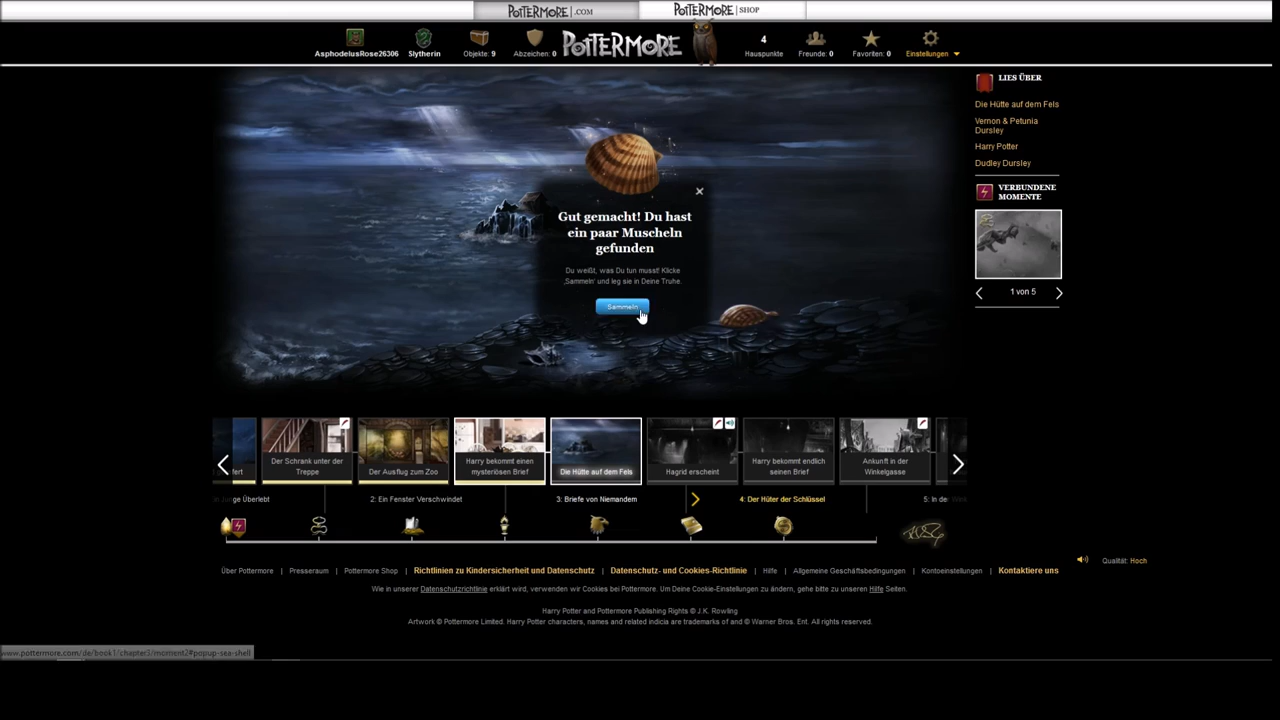 POTTERMORE .COM
POTTERMORE SHOP
AsphodelusRose26306
Slytherin
Objekte: 9
Abzeichen: 0
POTTERMORE
4
Hauspunkte
Freunde: 0
Favoriten: 0
Einstellungen
LIES ÜBER
Die Hütte auf dem Fels
Vernon & Petunia
Dursley
Harry Potter
Dudley Dursley
VERBUNDENE
MOMENTE
1 von 5
Gut gemacht! Du hast
ein paar Muscheln
gefunden
Du weißt, was Du tun musst! Klicke
‚Sammeln' und leg sie in Deine Truhe.
Sammeln
Der Schrank unter der
Treppe
Der Ausflug zum Zoo
Harry bekommt einen
mysteriösen Brief
Die Hütte auf dem Fels
Hagrid erscheint
Harry bekommt endlich
seinen Brief
Ankunft in der
Winkelgasse
Überlebt
2: Ein Fenster Verschwindet
3: Briefe von Niemandem
4: Der Hüter der Schlüssel
5: In de
Über Pottermore | Presseraum | Pottermore Shop | Richtlinien zu Kindersicherheit und Datenschutz | Datenschutz- und Cookies-Richtlinie | Hilfe | Allgemeine Geschäftsbedingungen | Kontoeinstellungen | Kontaktiere uns
Qualität: Hoch
Wie in unserer Datenschutzrichtlinie erklärt wird, verwenden wir Cookies bei Pottermore. Um Deine Cookie-Einstellungen zu ändern, gehe bitte zu unseren Hilfe Seiten.
Harry Potter and Pottermore Publishing Rights © J.K. Rowling
Artwork © Pottermore Limited. Harry Potter characters, names and related indicia are trademarks of and © Warner Bros. Ent. All rights reserved.
www.pottermore.com/de/book1/chapter3/moment2#popup-sea-shell